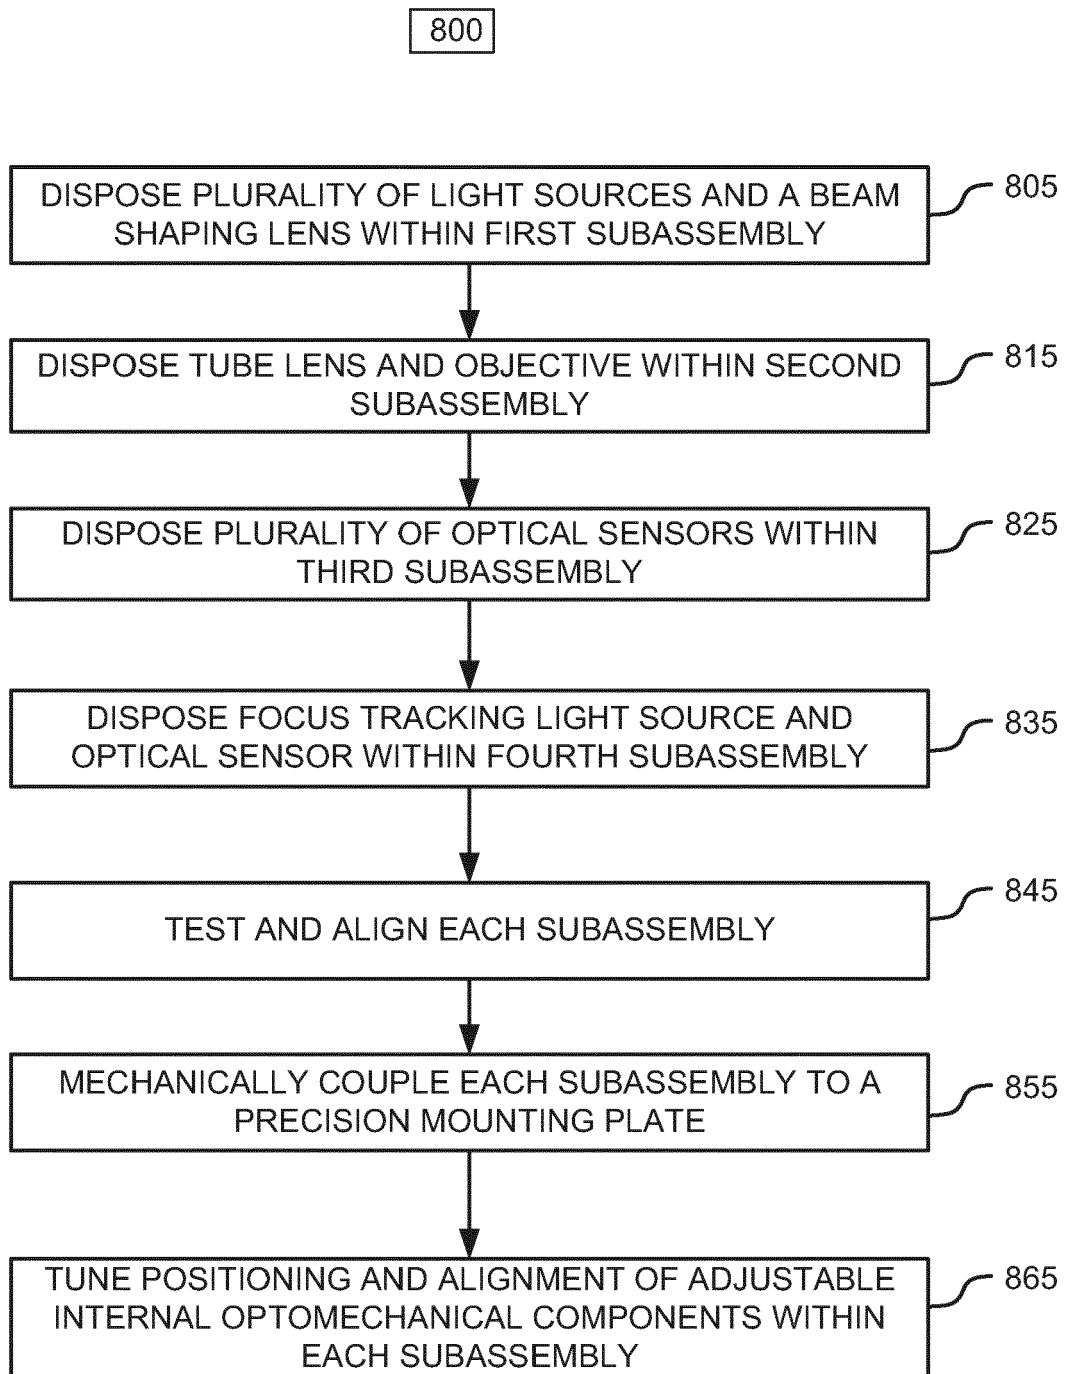 800
DISPOSE PLURALITY OF LIGHT SOURCES AND A BEAM
SHAPING LENS WITHIN FIRST SUBASSEMBLY
805
DISPOSE TUBE LENS AND OBJECTIVE WITHIN SECOND
SUBASSEMBLY
815
DISPOSE PLURALITY OF OPTICAL SENSORS WITHIN
THIRD SUBASSEMBLY
825
DISPOSE FOCUS TRACKING LIGHT SOURCE AND
OPTICAL SENSOR WITHIN FOURTH SUBASSEMBLY
835
TEST AND ALIGN EACH SUBASSEMBLY
845
MECHANICALLY COUPLE EACH SUBASSEMBLY TO A
PRECISION MOUNTING PLATE
855
TUNE POSITIONING AND ALIGNMENT OF ADJUSTABLE
INTERNAL OPTOMECHANICAL COMPONENTS WITHIN
EACH SUBASSEMBLY
865